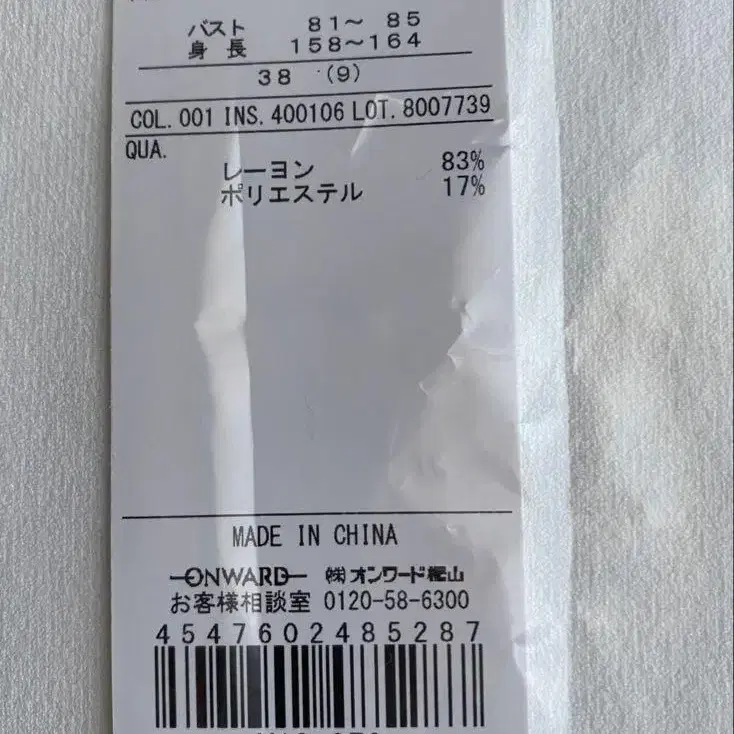 バスト 81～ 85
身 長 158～164
38 (9)
COL. 001 INS. 400106 LOT. 8007739
QUA.
レーヨン 83%
ポリエステル 17%
MADE IN CHINA
ONWARD ㈱オンワード樫山
お客様相談室 0120-58-6300
4547602485287